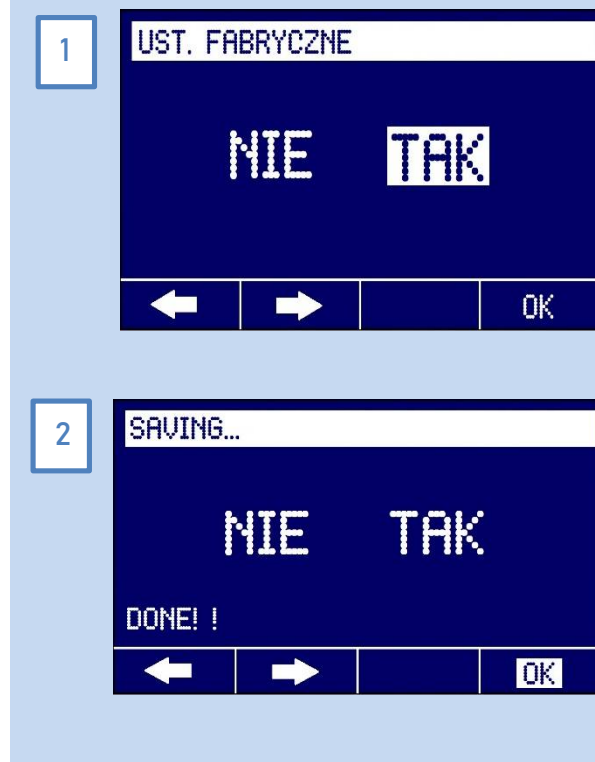 1
UST. FABRYCZNE
NIE TAK
OK
2
SAVING...
NIE TAK
DONE! !
OK